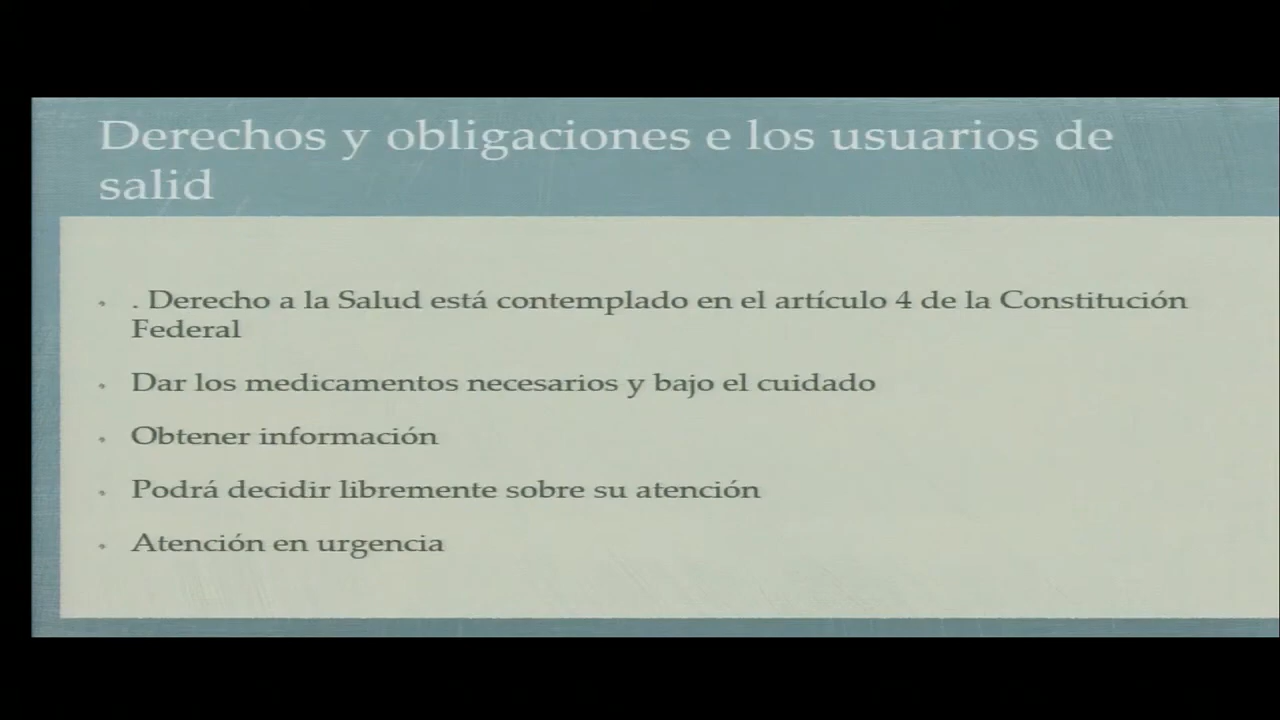 Derechos y obligaciones e los usuarios de
salid
. Derecho a la Salud está contemplado en el artículo 4 de la Constitución
Federal
Dar los medicamentos necesarios y bajo el cuidado
Obtener información
Podrá decidir libremente sobre su atención
Atención en urgencia